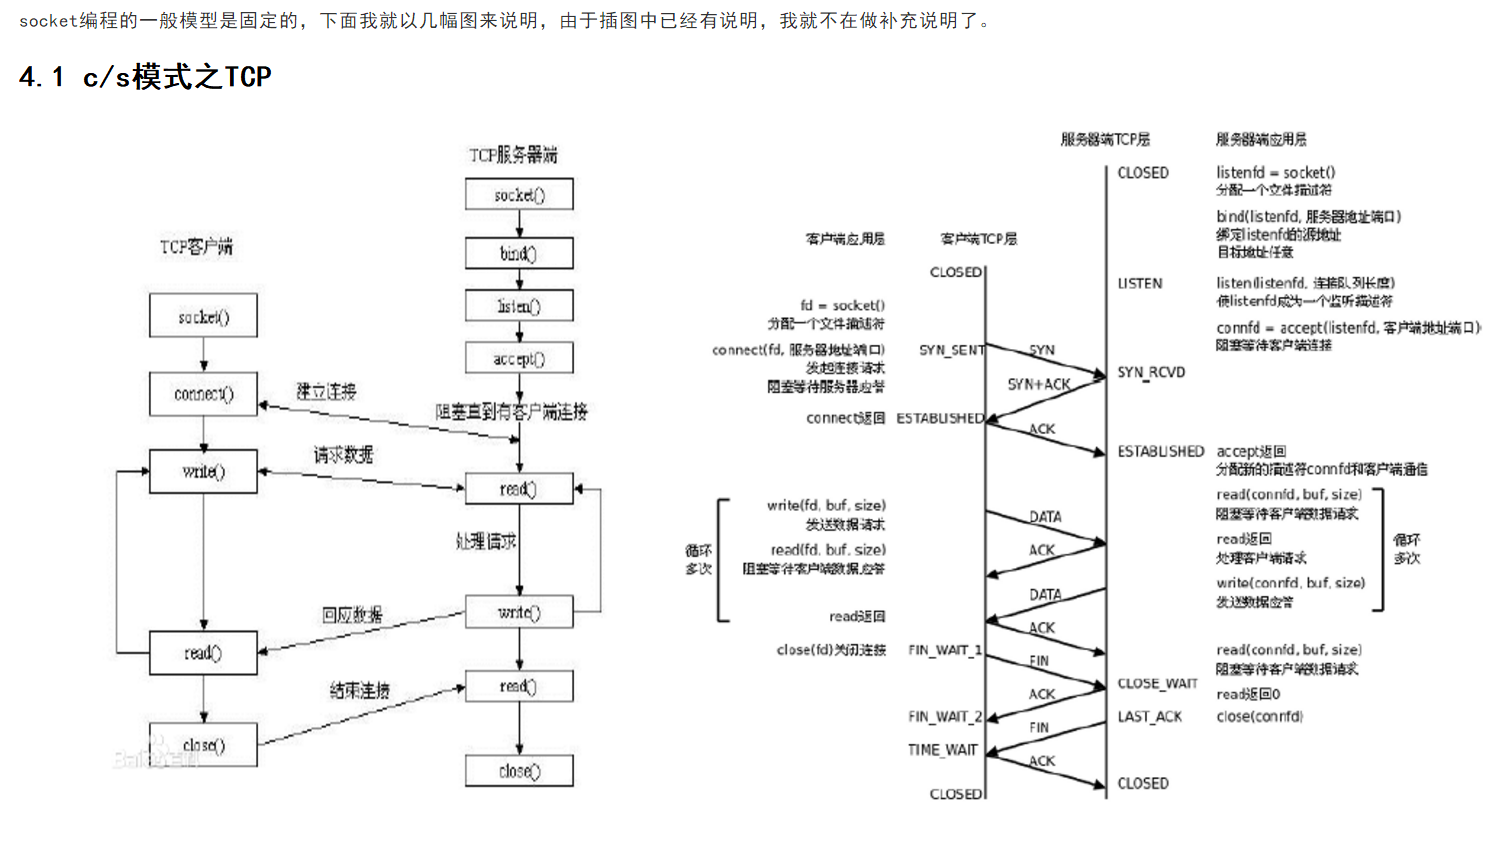 socket编程的一般模型是固定的，下面我就以几幅图来说明，由于插图中已经有说明，我就不在做补充说明了。
4.1 c/s模式之TCP
TCP服务器端
socket()
bind()
listen()
accept()
阻塞直到有客户端连接
read()
处理请求
write()
read()
close()
TCP客户端
socket()
connect()
write()
read()
close()
建立连接
请求数据
回应数据
结束连接
客户端应用层
fd = socket()
分配一个文件描述符
connect(fd, 服务器地址端口)
发起连接请求
阻塞等待服务器应答
connect返回
循环
多次
write(fd, buf, size)
发送数据请求
read(fd, buf, size)
阻塞等待客户端数据应答
read返回
close(fd)关闭连接
客户端TCP层
CLOSED
SYN_SENT
ESTABLISHED
FIN_WAIT_1
FIN_WAIT_2
TIME_WAIT
CLOSED
SYN
SYN+ACK
ACK
DATA
ACK
DATA
ACK
FIN
ACK
FIN
ACK
服务器端TCP层
CLOSED
LISTEN
SYN_RCVD
ESTABLISHED
CLOSE_WAIT
LAST_ACK
CLOSED
服务器端应用层
listenfd = socket()
分配一个文件描述符
bind(listenfd, 服务器地址端口)
绑定listenfd的源地址
目标地址任意
listen(listenfd, 连接队列长度)
使listenfd成为一个监听描述符
connfd = accept(listenfd, 客户端地址端口)
阻塞等待客户端连接
accept返回
分配新的描述符connfd和客户端通信
read(connfd, buf, size)
阻塞等待客户端数据请求
read返回
处理客户端请求
write(connfd, buf, size)
发送数据应答
循环
多次
read(connfd, buf, size)
阻塞等待客户端数据请求
read返回0
close(connfd)